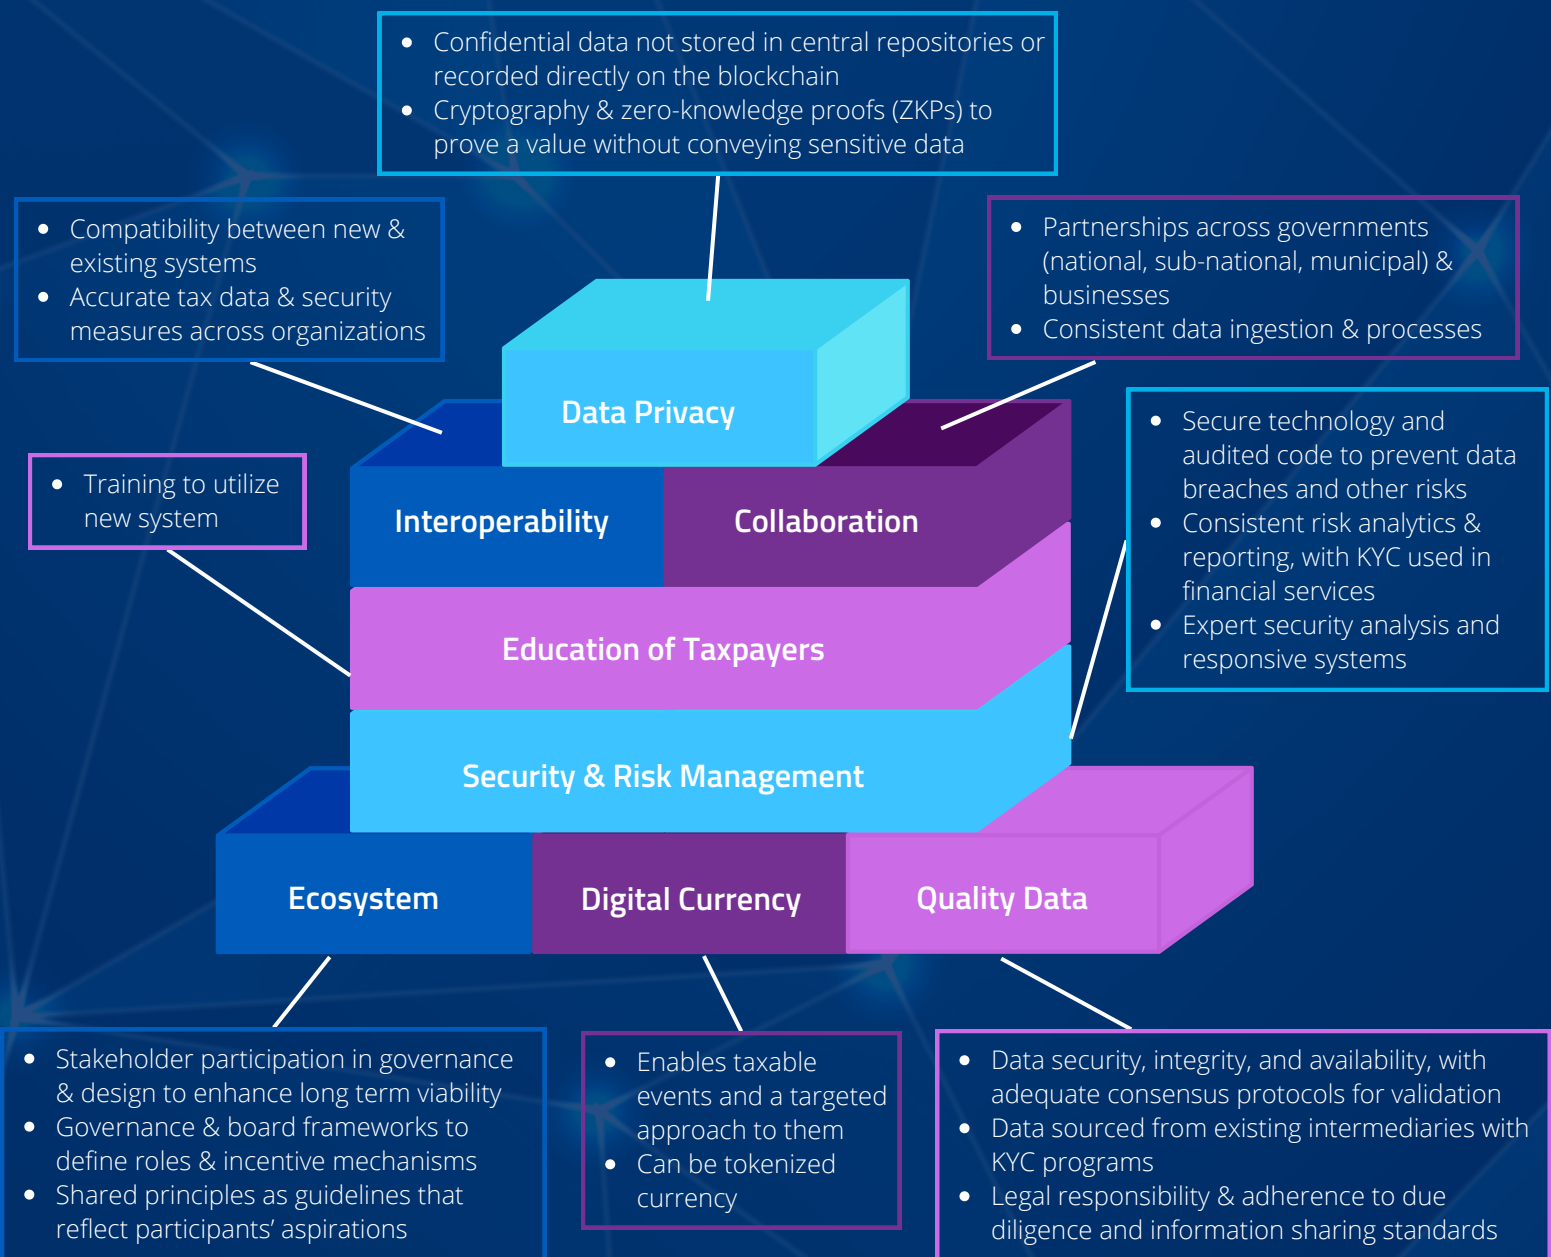 • Confidential data not stored in central repositories or
recorded directly on the blockchain
• Cryptography & zero-knowledge proofs (ZKPs) to
prove a value without conveying sensitive data
• Compatibility between new &
existing systems
• Accurate tax data & security
measures across organizations
• Partnerships across governments
(national, sub-national, municipal) &
businesses
• Consistent data ingestion & processes
Data Privacy
• Training to utilize
new system
Interoperability
Collaboration
• Secure technology and
audited code to prevent data
breaches and other risks
• Consistent risk analytics &
reporting, with KYC used in
financial services
• Expert security analysis and
responsive systems
Education of Taxpayers
Security & Risk Management
Ecosystem
Digital Currency
Quality Data
• Stakeholder participation in governance
& design to enhance long term viability
• Governance & board frameworks to
define roles & incentive mechanisms
• Shared principles as guidelines that
reflect participants’ aspirations
• Enables taxable
events and a targeted
approach to them
• Can be tokenized
currency
• Data security, integrity, and availability, with
adequate consensus protocols for validation
• Data sourced from existing intermediaries with
KYC programs
• Legal responsibility & adherence to due
diligence and information sharing standards